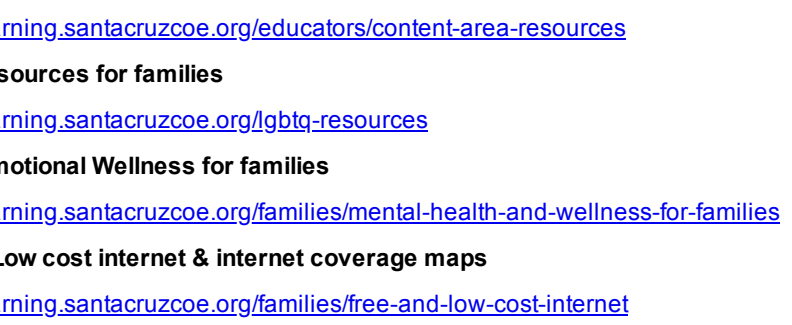 rning.santacruzcoe.org/educators/content-area-resources
sources for families
rning.santacruzcoe.org/lgbtq-resources
notional Wellness for families
rning.santacruzcoe.org/families/mental-health-and-wellness-for-families
Low cost internet & internet coverage maps
rning.santacruzcoe.org/families/free-and-low-cost-internet